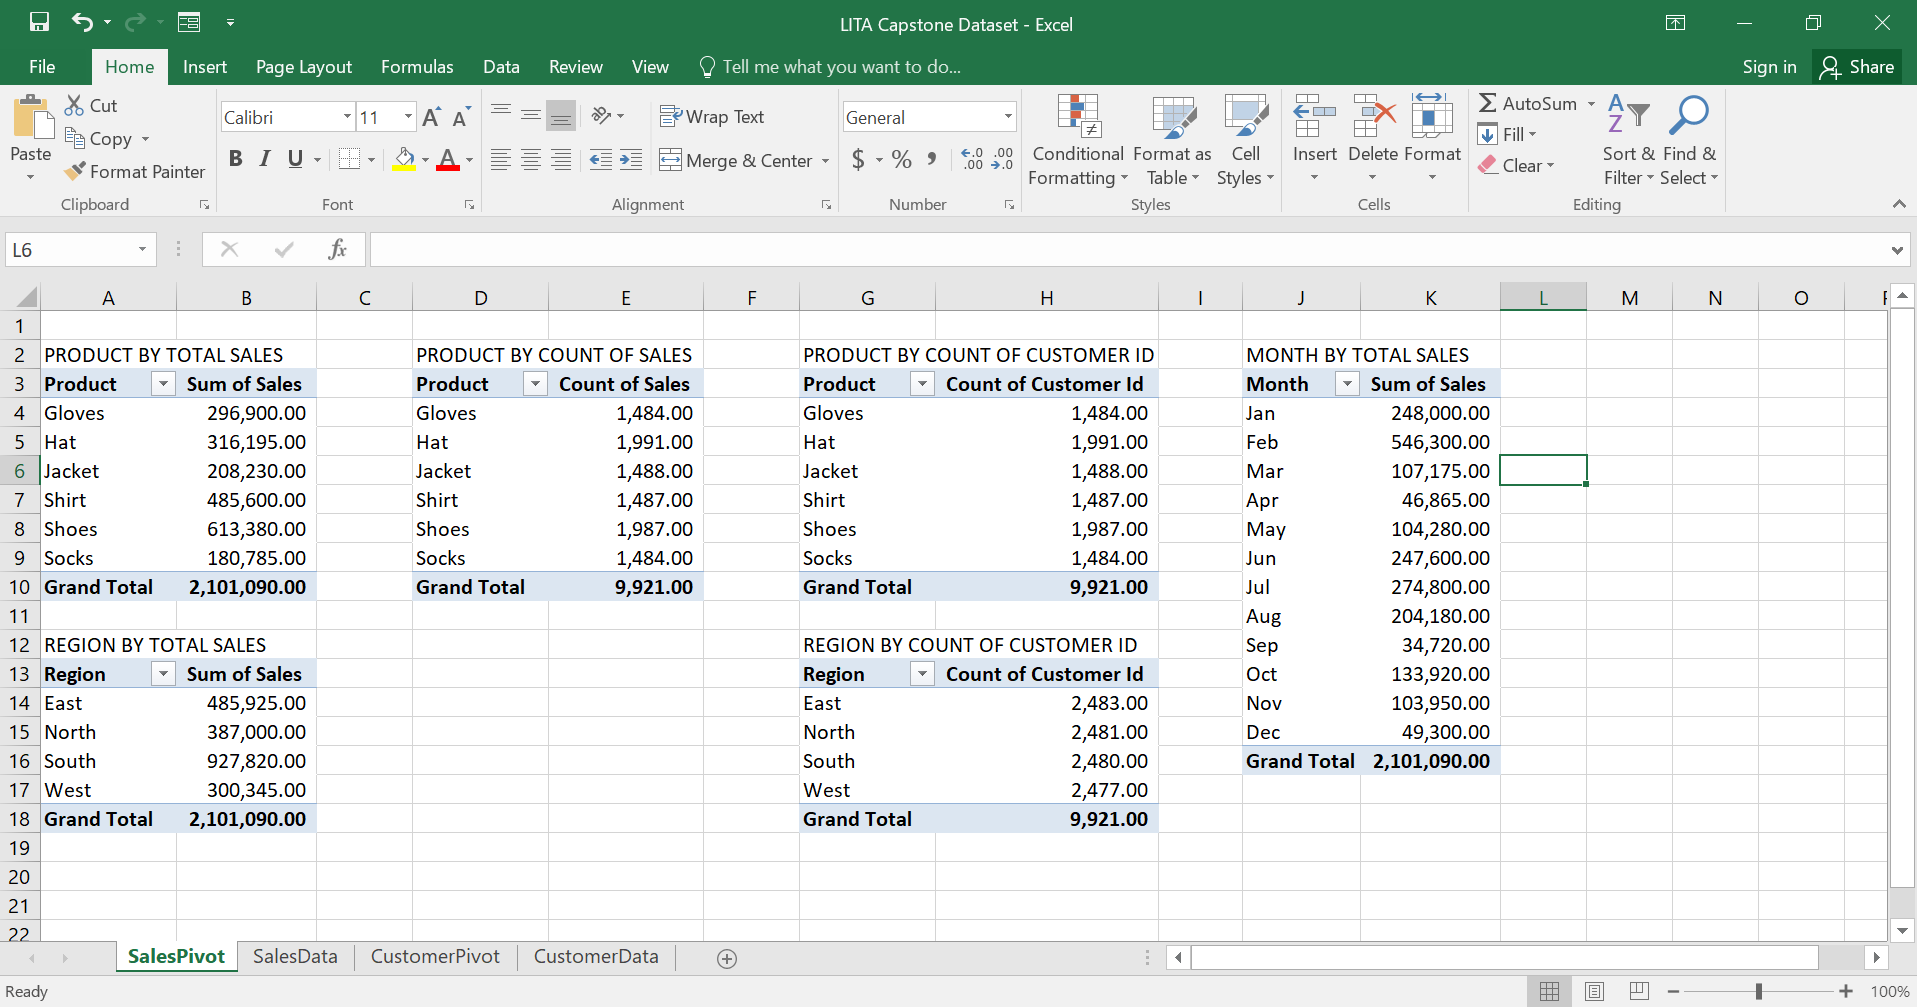 LITA Capstone Dataset - Excel
File Home Insert Page Layout Formulas Data Review View Tell me what you want to do... Sign in Share
Paste
Cut
Copy
Format Painter
Clipboard
Calibri 11 A A
B I U A
Font
Wrap Text
Merge & Center
Alignment
General
$ % , .0 .00 .00 .0
Number
Conditional Formatting
Format as Table
Cell Styles
Styles
Insert Delete Format
Cells
AutoSum
Fill
Clear
Sort & Filter
Find & Select
Editing
L6 fx
A B C D E F G H I J K L M N O
1
2 PRODUCT BY TOTAL SALES PRODUCT BY COUNT OF SALES PRODUCT BY COUNT OF CUSTOMER ID MONTH BY TOTAL SALES
3 Product Sum of Sales Product Count of Sales Product Count of Customer Id Month Sum of Sales
4 Gloves 296,900.00 Gloves 1,484.00 Gloves 1,484.00 Jan 248,000.00
5 Hat 316,195.00 Hat 1,991.00 Hat 1,991.00 Feb 546,300.00
6 Jacket 208,230.00 Jacket 1,488.00 Jacket 1,488.00 Mar 107,175.00
7 Shirt 485,600.00 Shirt 1,487.00 Shirt 1,487.00 Apr 46,865.00
8 Shoes 613,380.00 Shoes 1,987.00 Shoes 1,987.00 May 104,280.00
9 Socks 180,785.00 Socks 1,484.00 Socks 1,484.00 Jun 247,600.00
10 Grand Total 2,101,090.00 Grand Total 9,921.00 Grand Total 9,921.00 Jul 274,800.00
11 Aug 204,180.00
12 REGION BY TOTAL SALES REGION BY COUNT OF CUSTOMER ID Sep 34,720.00
13 Region Sum of Sales Region Count of Customer Id Oct 133,920.00
14 East 485,925.00 East 2,483.00 Nov 103,950.00
15 North 387,000.00 North 2,481.00 Dec 49,300.00
16 South 927,820.00 South 2,480.00 Grand Total 2,101,090.00
17 West 300,345.00 West 2,477.00
18 Grand Total 2,101,090.00 Grand Total 9,921.00
19
20
21
22
SalesPivot SalesData CustomerPivot CustomerData
Ready 100%